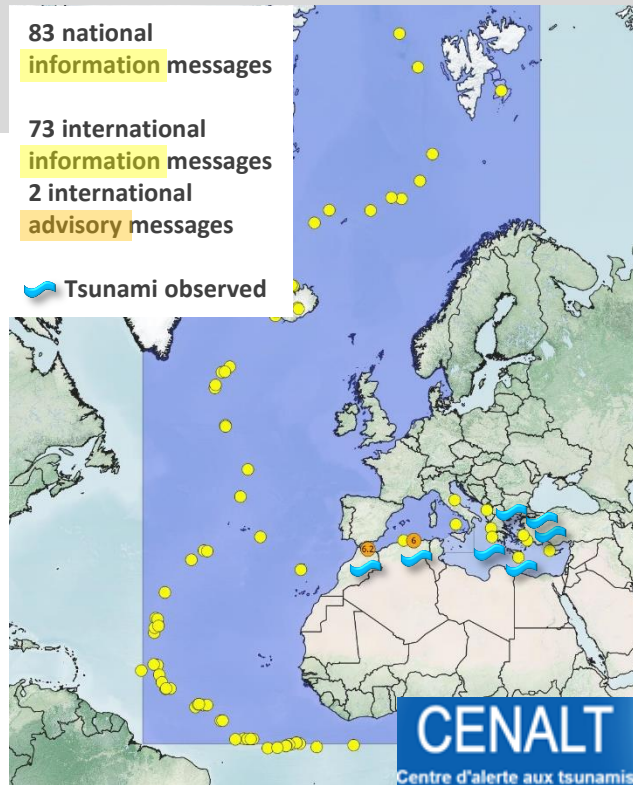 83 national
information messages
73 international
information messages
2 international
advisory messages
Tsunami observed
6.2
6
CENALT
Centre d'alerte aux tsunamis